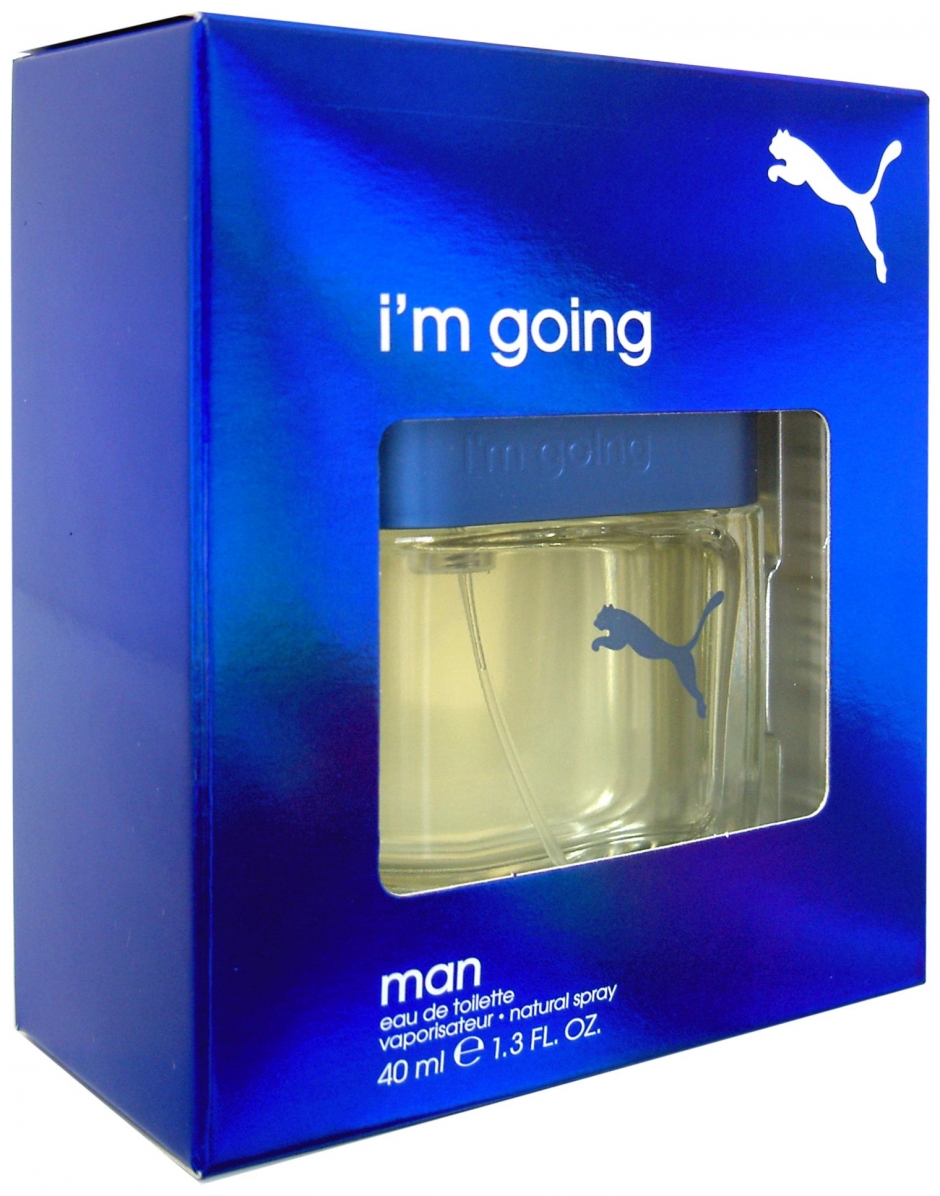 i'm going
i'm going
man
eau de toilette
vaporisateur • natural spray
40 ml ℮ 1.3 FL. OZ.